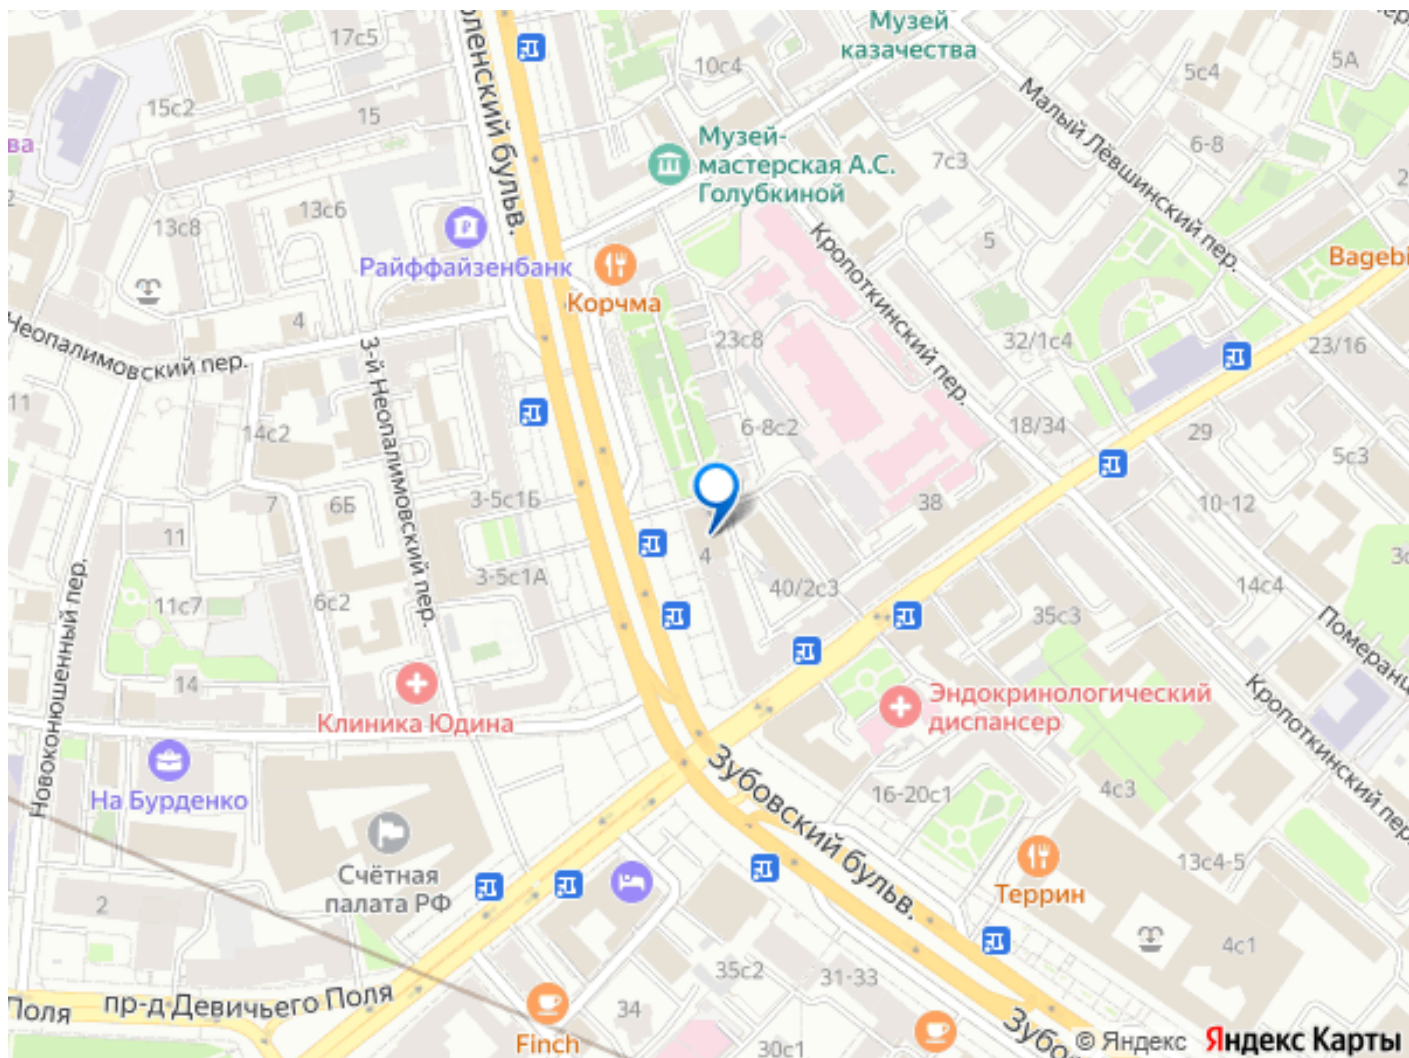 Музей
казачества
17с5
10с4
5с4
5А
ленский бульв.
15с2
15
Малый Лёвшинский пер.
6-8
ва
Музей-
мастерская А.С.
Голубкиной
7с3
2
13с6
13с8
5
Кропоткинский пер.
Райффайзенбанк
Корчма
Bagebi
4
Неопалимовский пер.
3-й Неопалимовский пер.
23с8
32/1с4
23/16
11
14с2
6-8с2
18/34
29
5с3
7
6Б
3-5с1Б
38
10-12
11
4
3-5с1А
40/2с3
14с4
11с7
6с2
35с3
Новоконюшенный пер.
14
Клиника Юдина
Эндокринологический
диспансер
Кропоткинский пер.
На Бурденко
Зубовский бульв.
16-20с1
4с3
Счётная
палата РФ
13с4-5
Террин
2
4с1
35с2
31-33
34
Поля
пр-д Девичьего Поля
Finch
30с1
© Яндекс
Яндекс Карты